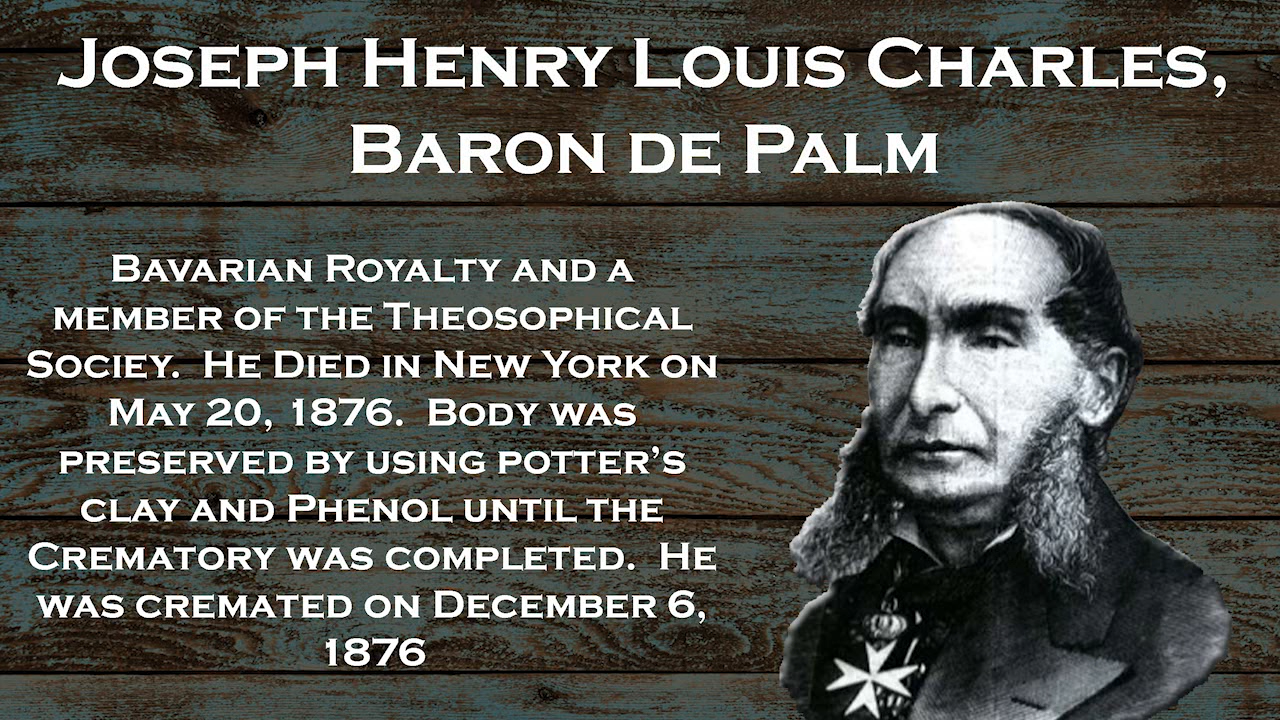 Joseph Henry Louis Charles,
Baron de Palm
Bavarian Royalty and a
member of the Theosophical
Sociey.  He Died in New York on
May 20, 1876.  Body was
preserved by using potter’s
clay and Phenol until the
Crematory was completed.  He
was cremated on December 6,
1876